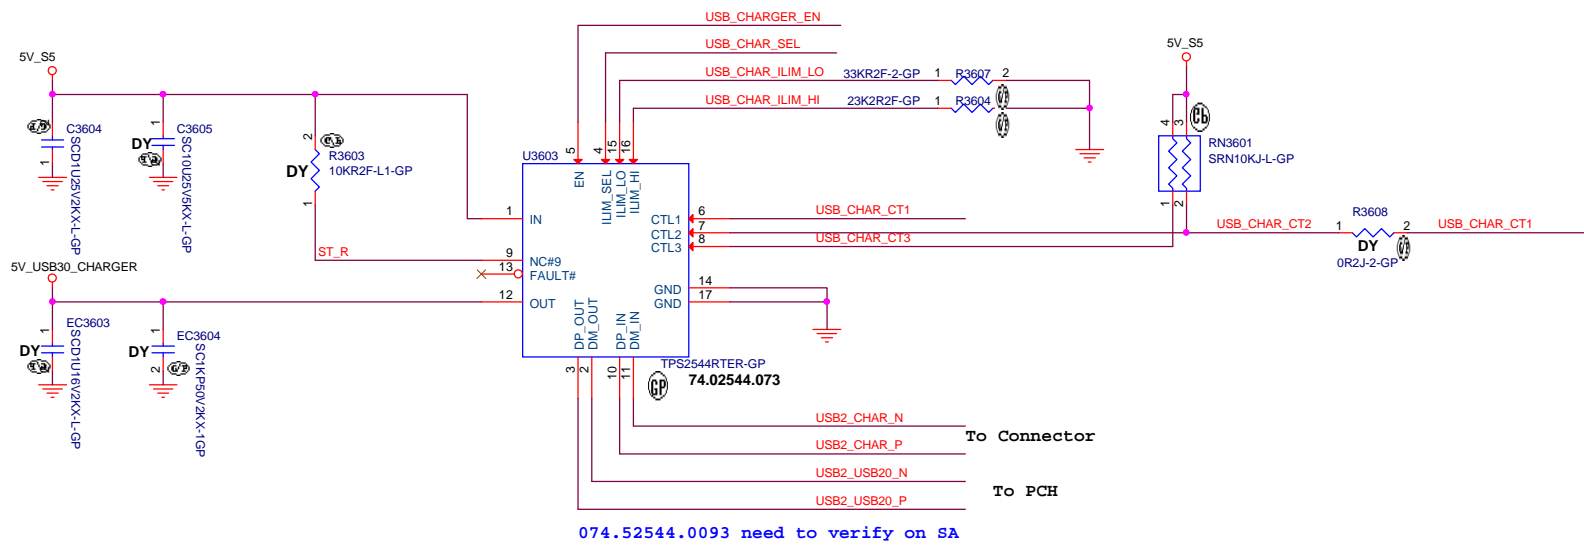 USB_CHARGER_EN
USB_CHAR_SEL
USB_CHAR_ILIM_LO 33KR2F-2-GP 1 R3607 2
USB_CHAR_ILIM_HI 23K2R2F-GP 1 R3604
5V_S5
C3604
SCD1U25V2KX-L-GP
1
1
C3605
DY
SC10U25V5KX-L-GP
2
R3603
DY
10KR2F-L1-GP
1
ST_R
5V_S5
4 3
RN3601
SRN10KJ-L-GP
1 2
U3603
5 4 15 16
EN ILIM_SEL ILIM_LO ILIM_HI
1 IN
9 NC#9
13 FAULT#
12 OUT
CTL1 6 USB_CHAR_CT1
CTL2 7
CTL3 8 USB_CHAR_CT3
GND 14
GND 17
USB_CHAR_CT2 1 R3608 2 USB_CHAR_CT1
DY
0R2J-2-GP
DP_OUT DM_OUT DP_IN DM_IN
3 2 10 11
TPS2544RTER-GP
GP
74.02544.073
5V_USB30_CHARGER
1
EC3603
DY
SCD1U16V2KX-L-GP
1
EC3604
DY
2
SC1KP50V2KX-1GP
USB2_CHAR_N
To Connector
USB2_CHAR_P
USB2_USB20_N
To PCH
USB2_USB20_P
074.52544.0093 need to verify on SA